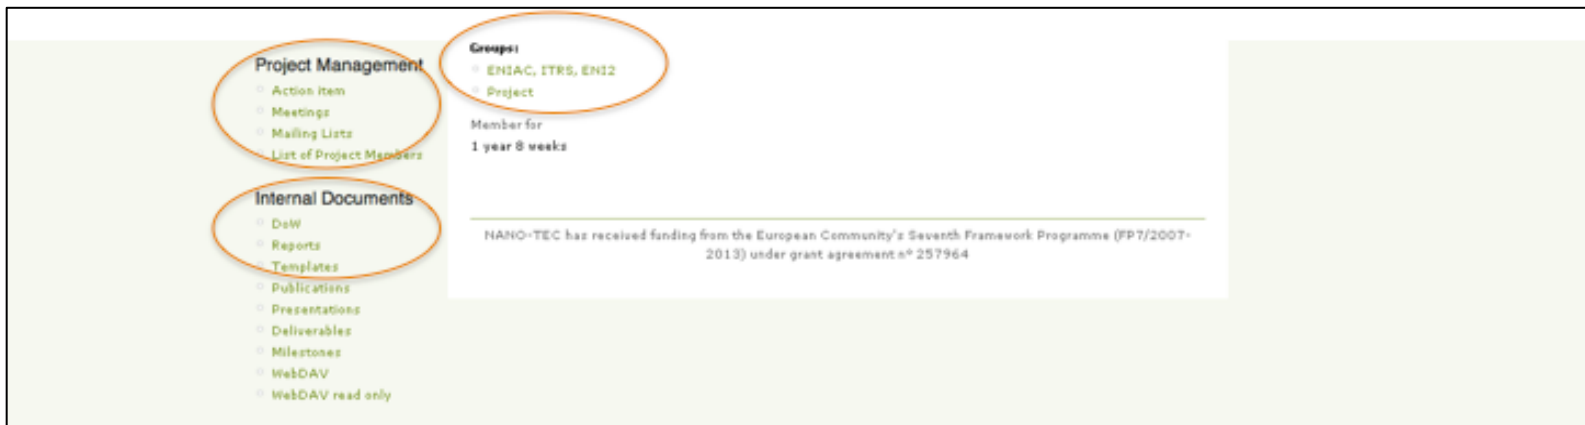 Project Management
Action item
Meetings
Mailing Lists
List of Project Members
Internal Documents
DoW
Reports
Templates
Publications
Presentations
Deliverables
Milestones
WebDAV
WebDAV read only
Groups:
ENIAC, ITRS, ENI2
Project
Member for
1 year 8 weeks
NANO-TEC has received funding from the European Community's Seventh Framework Programme (FP7/2007-
2013) under grant agreement nº 257964